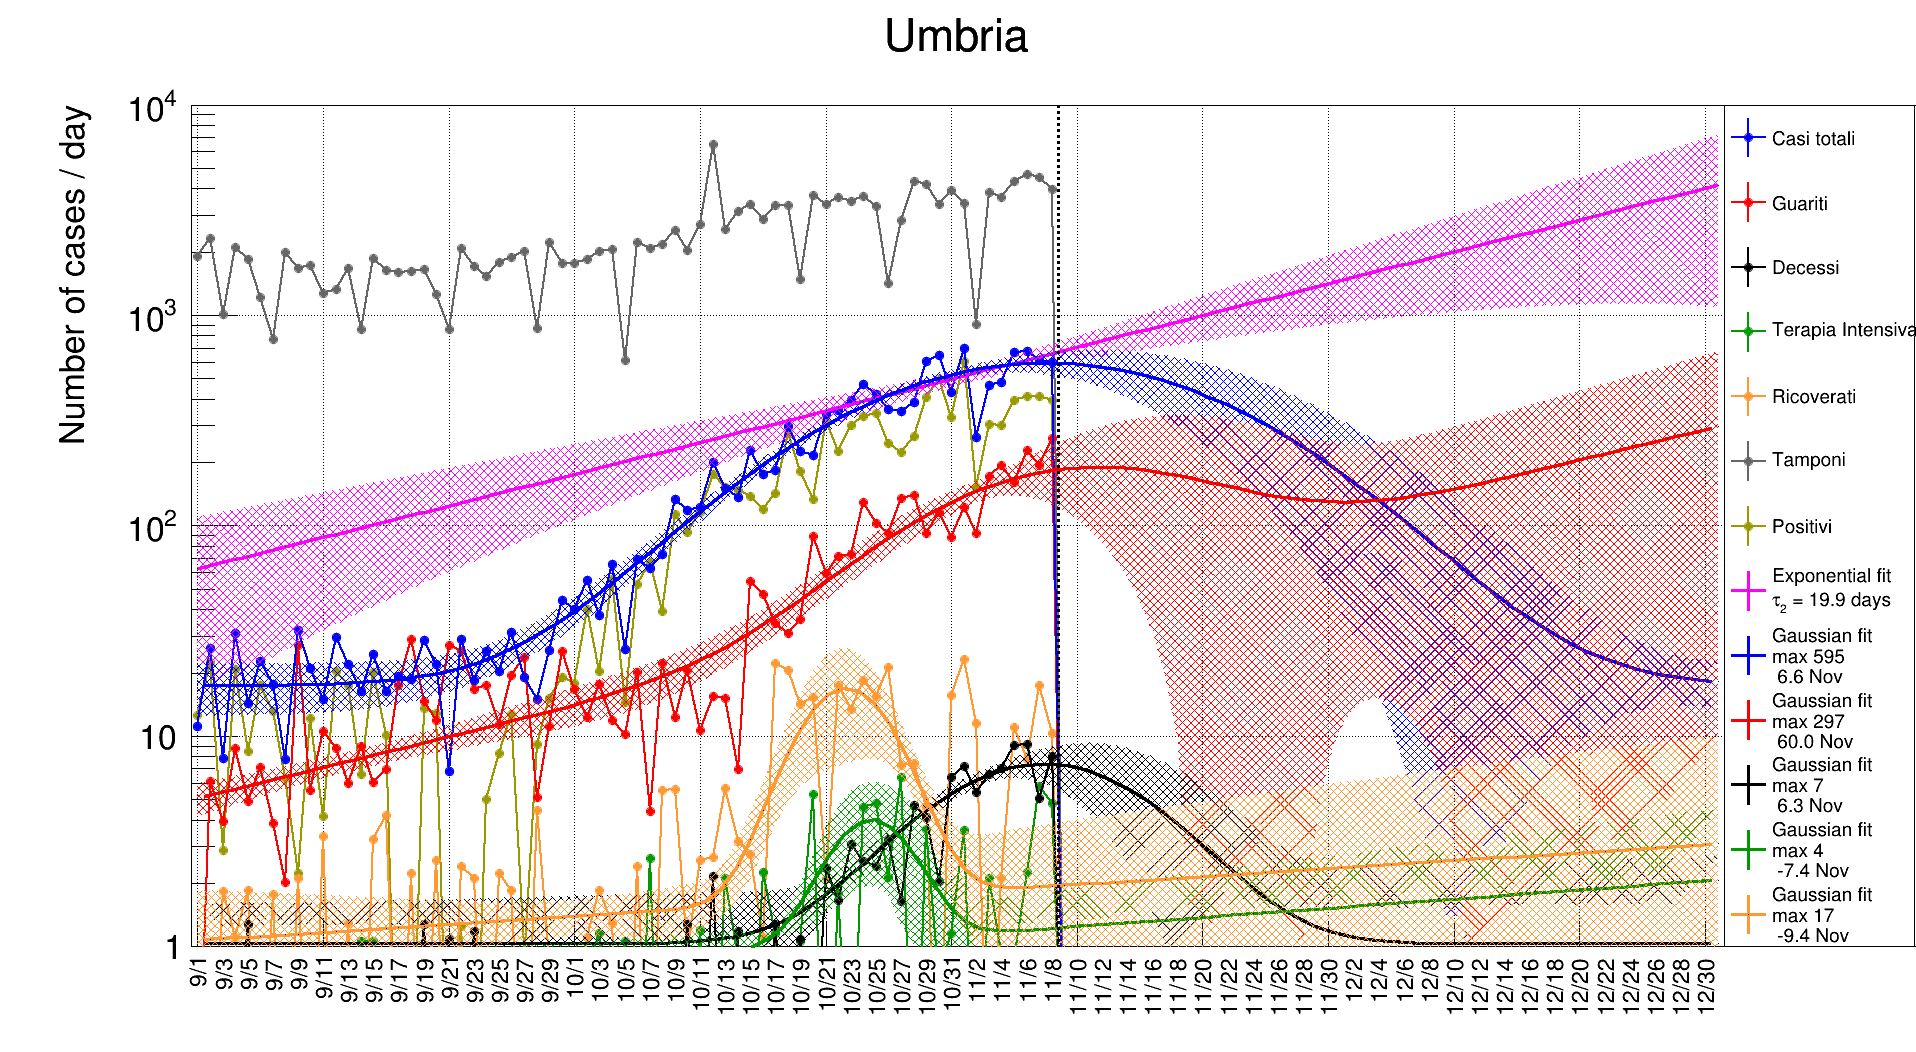 Umbria
Number of cases / day
10^4
10^3
10^2
10
1
9/1
9/3
9/5
9/7
9/9
9/11
9/13
9/15
9/17
9/19
9/21
9/23
9/25
9/27
9/29
10/1
10/3
10/5
10/7
10/9
10/11
10/13
10/15
10/17
10/19
10/21
10/23
10/25
10/27
10/29
10/31
11/2
11/4
11/6
11/8
11/10
11/12
11/14
11/16
11/18
11/20
11/22
11/24
11/26
11/28
11/30
12/2
12/4
12/6
12/8
12/10
12/12
12/14
12/16
12/18
12/20
12/22
12/24
12/26
12/28
12/30
Casi totali
Guariti
Decessi
Terapia Intensiva
Ricoverati
Tamponi
Positivi
Exponential fit
τ₂ = 19.9 days
Gaussian fit
max 595
6.6 Nov
Gaussian fit
max 297
60.0 Nov
Gaussian fit
max 7
6.3 Nov
Gaussian fit
max 4
-7.4 Nov
Gaussian fit
max 17
-9.4 Nov